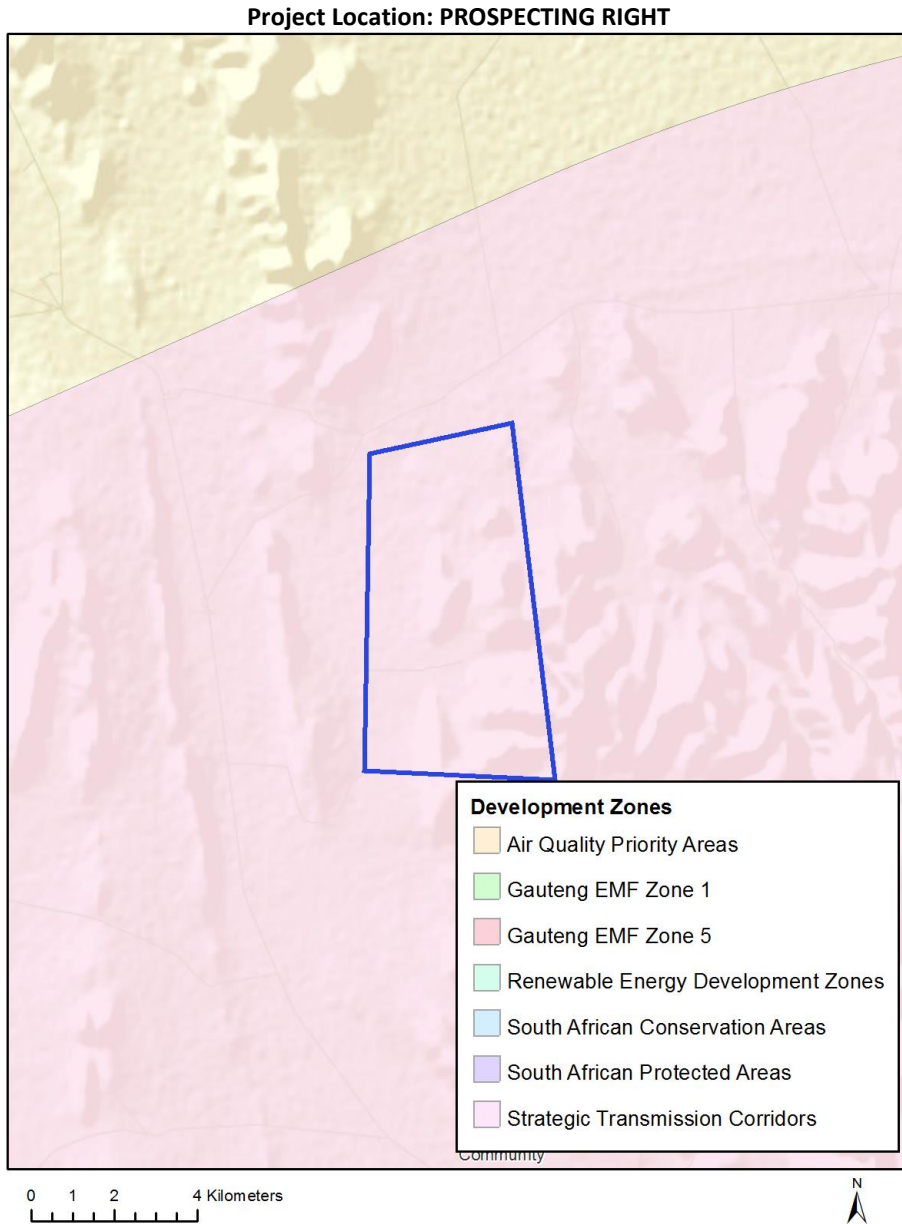 Project Location: PROSPECTING RIGHT
Development Zones
Air Quality Priority Areas
Gauteng EMF Zone 1
Gauteng EMF Zone 5
Renewable Energy Development Zones
South African Conservation Areas
South African Protected Areas
Strategic Transmission Corridors
Community
0 1 2 4 Kilometers
N